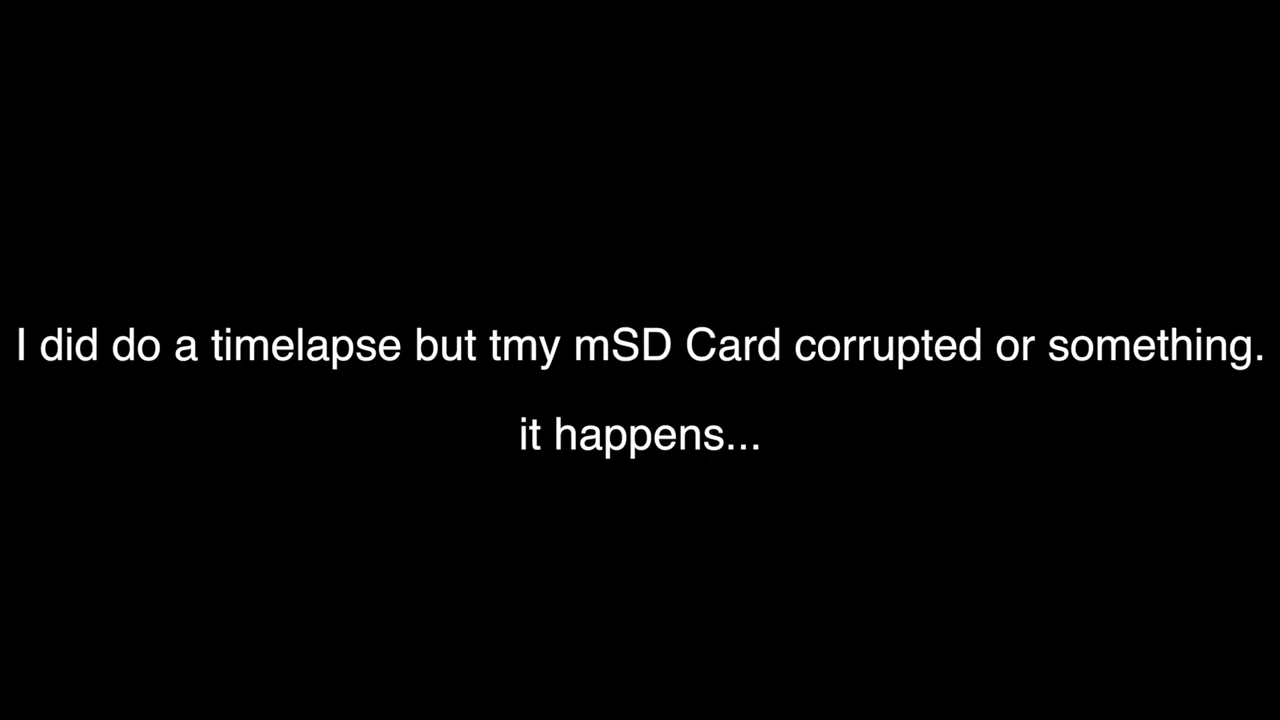 I did do a timelapse but tmy mSD Card corrupted or something.
it happens...